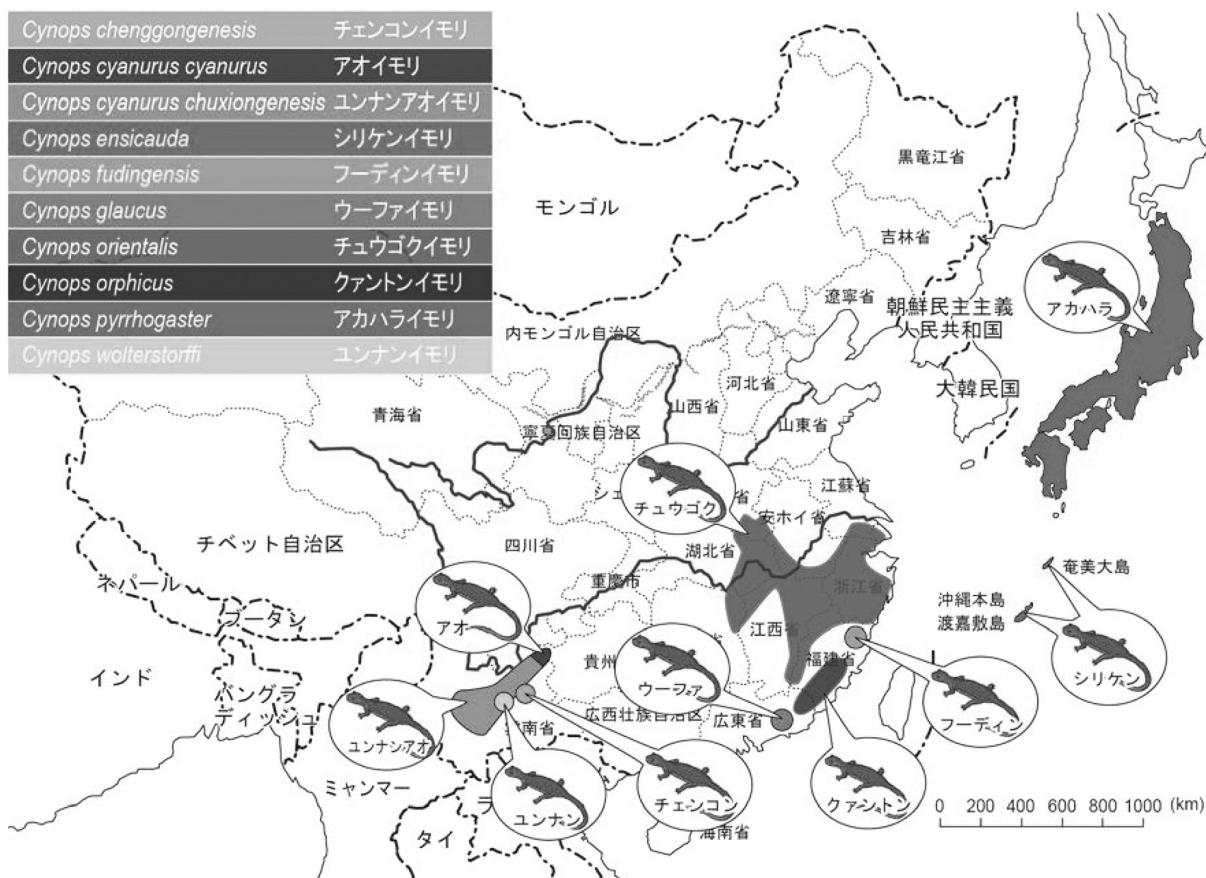 Cynops chenggongenesis チェンコンイモリ
Cynops cyanurus cyanurus アオイモリ
Cynops cyanurus chuxiongenesis ユンナンアオイモリ
Cynops ensicauda シリケンイモリ
Cynops fudingensis フーディンイモリ
Cynops glaucus ウーファイモリ
Cynops orientalis チュウゴクイモリ
Cynops orphicus クァントンイモリ
Cynops pyrrhogaster アカハライモリ
Cynops wolterstorffi ユンナンイモリ
黒竜江省
モンゴル
吉林省
遼寧省
朝鮮民主主義
人民共和国
アカハラ
内モンゴル自治区
河北省
大韓民国
青海省
山西省
寧夏回族自治区
山東省
チュウゴク
江蘇省
安ホイ省
チベット自治区
四川省
湖北省
重慶市
浙江省
奄美大島
ネパール
ブータン
沖縄本島
渡嘉敷島
アオ
江西省
貴州
福建省
インド
バングラ
ディッシュ
ウーファ
シリケン
広西壮族自治区
広東省
フーディン
ユンナンアオ
南省
ミャンマー
チェンコン
クァントン
ユンナン
ラ
タイ
海南省
0 200 400 600 800 1000 (km)